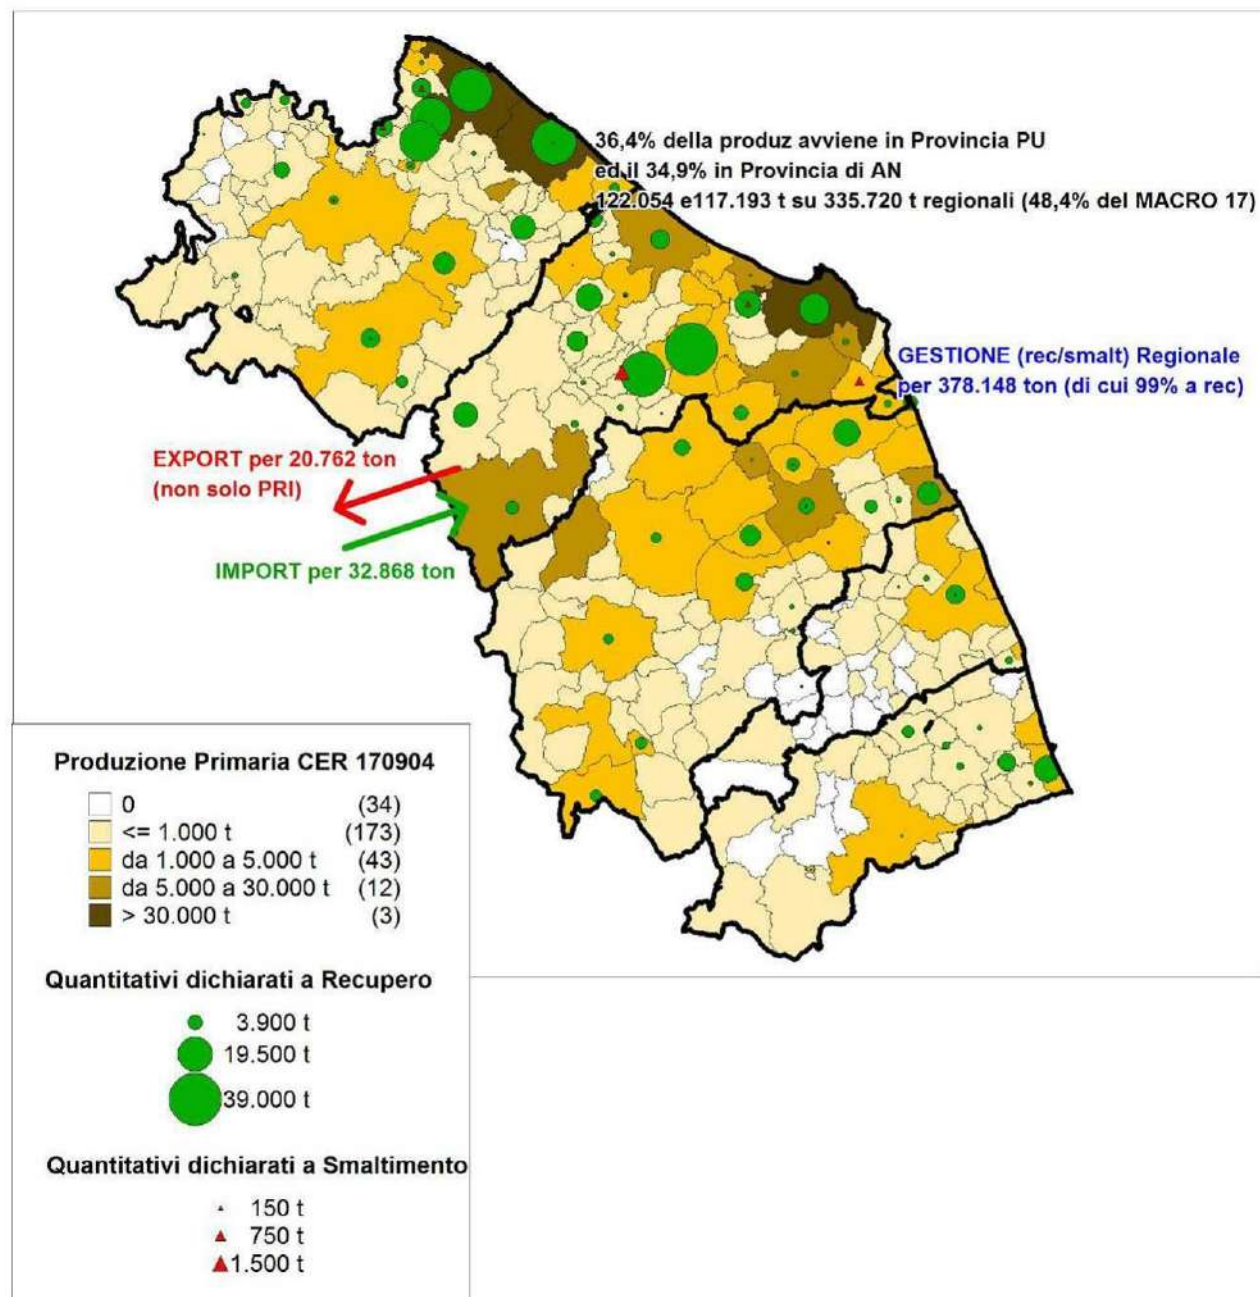 36,4% della produz avviene in Provincia PU
ed il 34,9% in Provincia di AN
122.054 e117.193 t su 335.720 t regionali (48,4% del MACRO 17)
GESTIONE (rec/smalt) Regionale
per 378.148 ton (di cui 99% a rec)
EXPORT per 20.762 ton
(non solo PRI)
IMPORT per 32.868 ton
Produzione Primaria CER 170904
0 (34)
<= 1.000 t (173)
da 1.000 a 5.000 t (43)
da 5.000 a 30.000 t (12)
> 30.000 t (3)
Quantitativi dichiarati a Recupero
3.900 t
19.500 t
39.000 t
Quantitativi dichiarati a Smaltimento
150 t
750 t
1.500 t